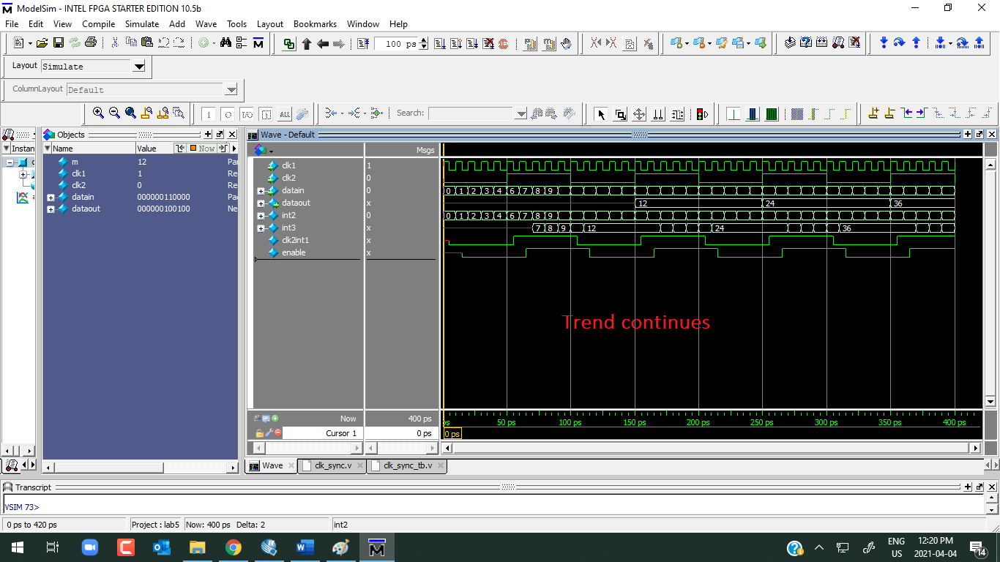 ModelSim - INTEL FPGA STARTER EDITION 10.5b
File Edit View Compile Simulate Add Wave Tools Layout Bookmarks Window Help
100 ps
Layout Simulate
ColumnLayout Default
Search:
Instan
Objects
Name Value Now
m 12 Par
clk1 1 Re
clk2 0 Re
datain 000000110000 Pa
dataout 000000100100 Ne
Wave - Default
Msgs
clk1 1
clk2 0
datain 0 0 1 2 3 4 6 7 8 9
dataout x 12 24 36
int2 0 0 1 2 3 4 6 7 8 9
int3 x 7 8 9 12 24 36
clk2int1 x
enable x
Trend continues
Now 400 ps ps 50 ps 100 ps 150 ps 200 ps 250 ps 300 ps 350 ps 400 ps
Cursor 1 0 ps 0 ps
Wave clk_sync.v clk_sync_tb.v
Transcript
VSIM 73>
0 ps to 420 ps Project : lab5 Now: 400 ps Delta: 2 int2
ENG 12:20 PM
US 2021-04-04 14